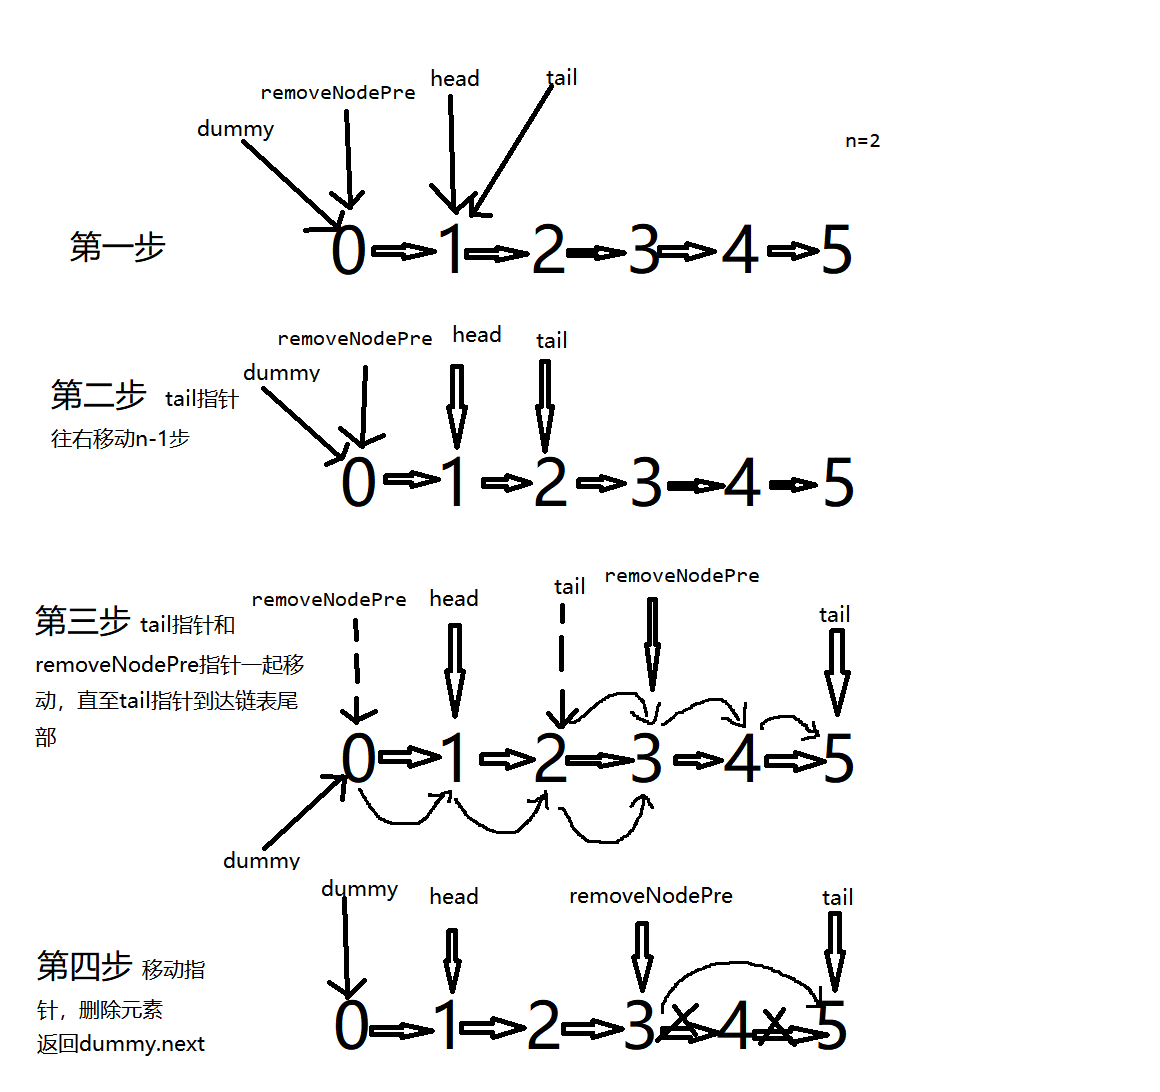 removeNodePre
head
tail
dummy
n=2
第一步
0 1 2 3 4 5
removeNodePre
head
tail
dummy
第二步 tail指针
往右移动n-1步
0 1 2 3 4 5
removeNodePre
head
tail
removeNodePre
tail
第三步 tail指针和
removeNodePre指针一起移
动，直至tail指针到达链表尾
部
0 1 2 3 4 5
dummy
dummy
head
removeNodePre
tail
第四步 移动指
针，删除元素
返回dummy.next
0 1 2 3 4 5